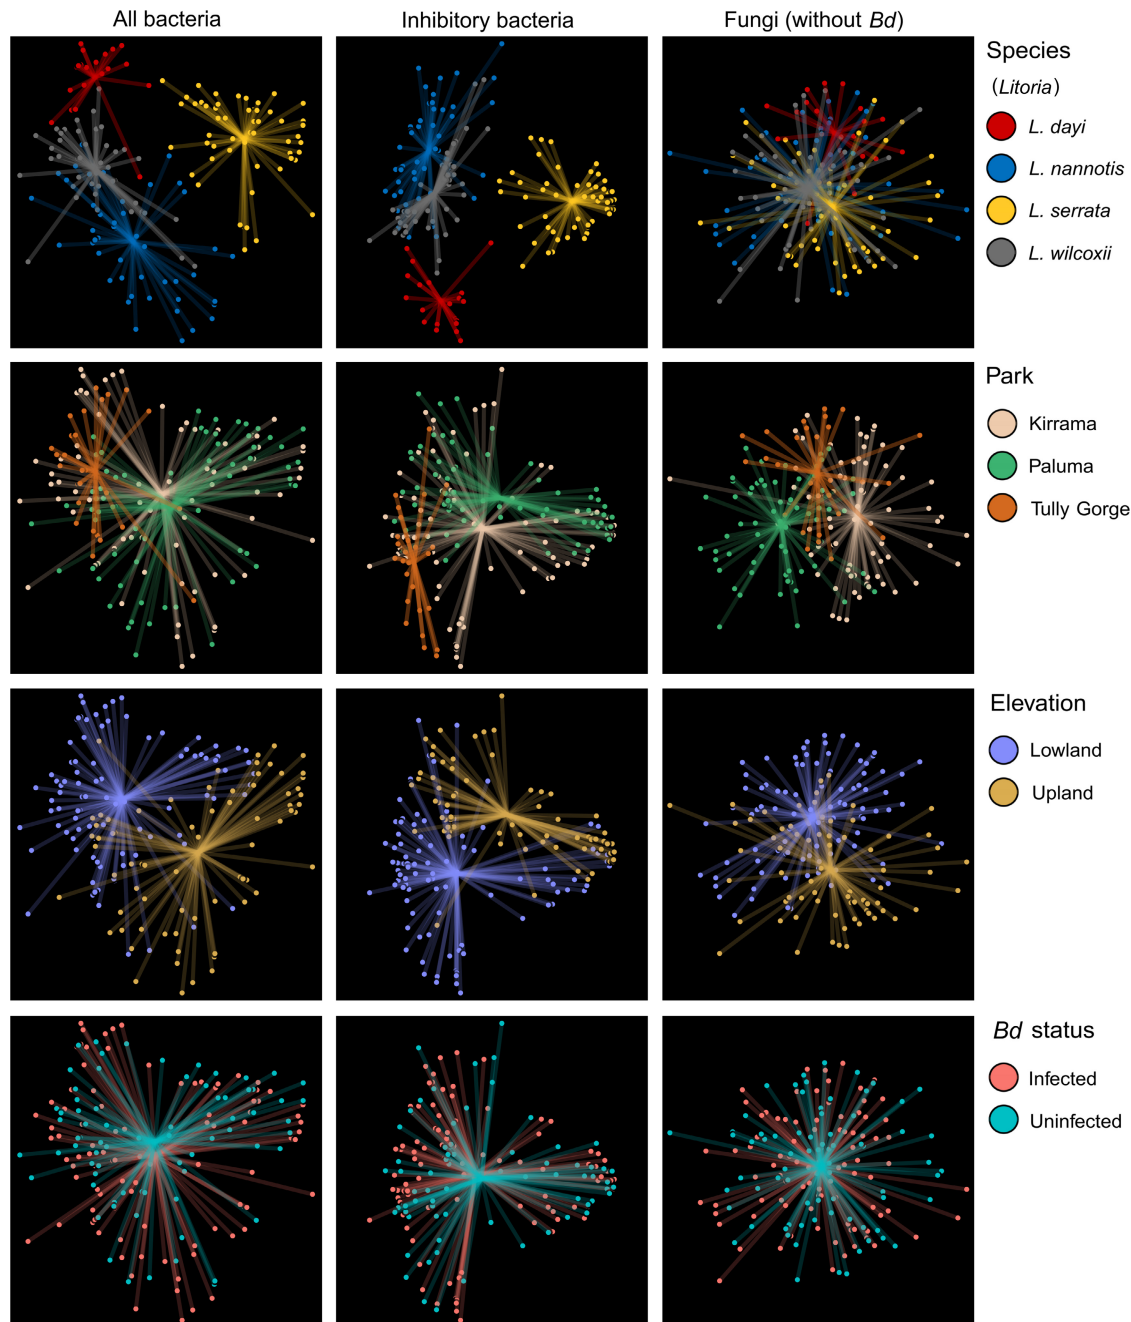 All bacteria
Inhibitory bacteria
Fungi (without Bd)
Species
(Litoria)
L. dayi
L. nannotis
L. serrata
L. wilcoxii
Park
Kirrama
Paluma
Tully Gorge
Elevation
Lowland
Upland
Bd status
Infected
Uninfected